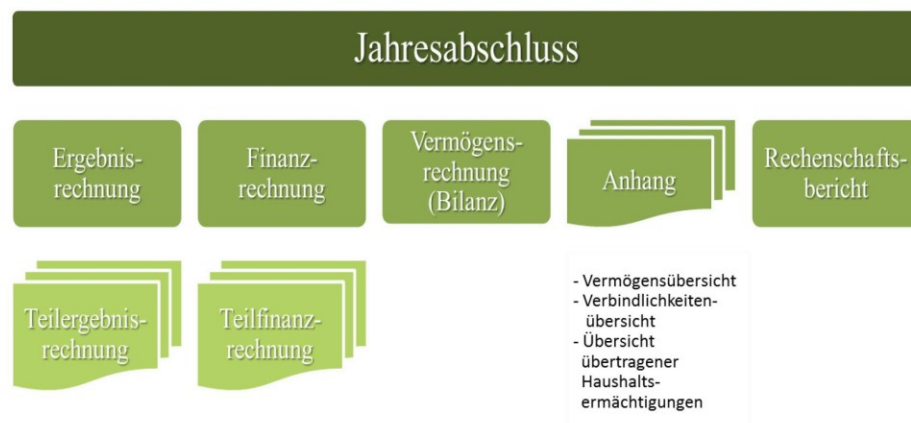 Jahresabschluss
Ergebnis-
rechnung
Finanz-
rechnung
Vermögens-
rechnung
(Bilanz)
Anhang
Rechenschafts-
bericht
Teilergebnis-
rechnung
Teilfinanz-
rechnung
- Vermögensübersicht
- Verbindlichkeiten-
übersicht
- Übersicht
übertragener
Haushalts-
ermächtigungen